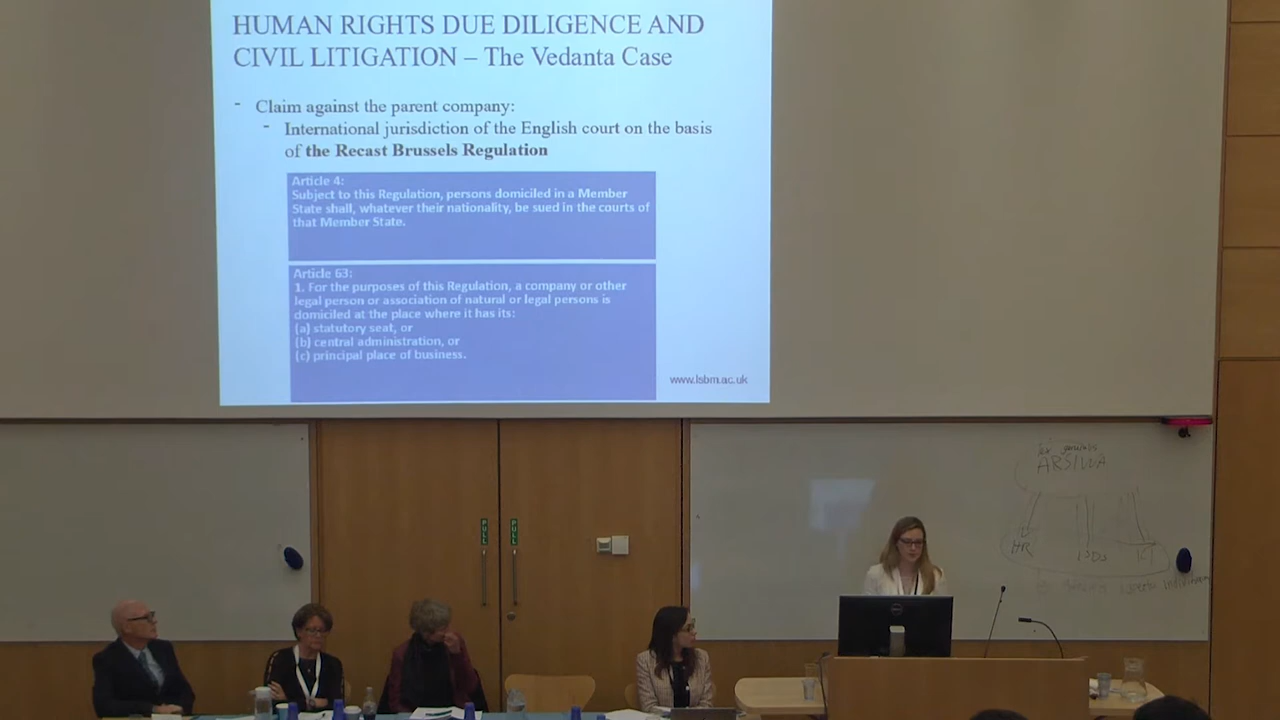 HUMAN RIGHTS DUE DILIGENCE AND
CIVIL LITIGATION – The Vedanta Case
- Claim against the parent company:
- International jurisdiction of the English court on the basis
of the Recast Brussels Regulation
Article 4:
Subject to this Regulation, persons domiciled in a Member
State shall, whatever their nationality, be sued in the courts of
that Member State.
Article 63:
1. For the purposes of this Regulation, a company or other
legal person or association of natural or legal persons is
domiciled at the place where it has its:
(a) statutory seat, or
(b) central administration, or
(c) principal place of business.
www.lsbm.ac.uk
PULL
PULL
ARSIWA
HR
DELL